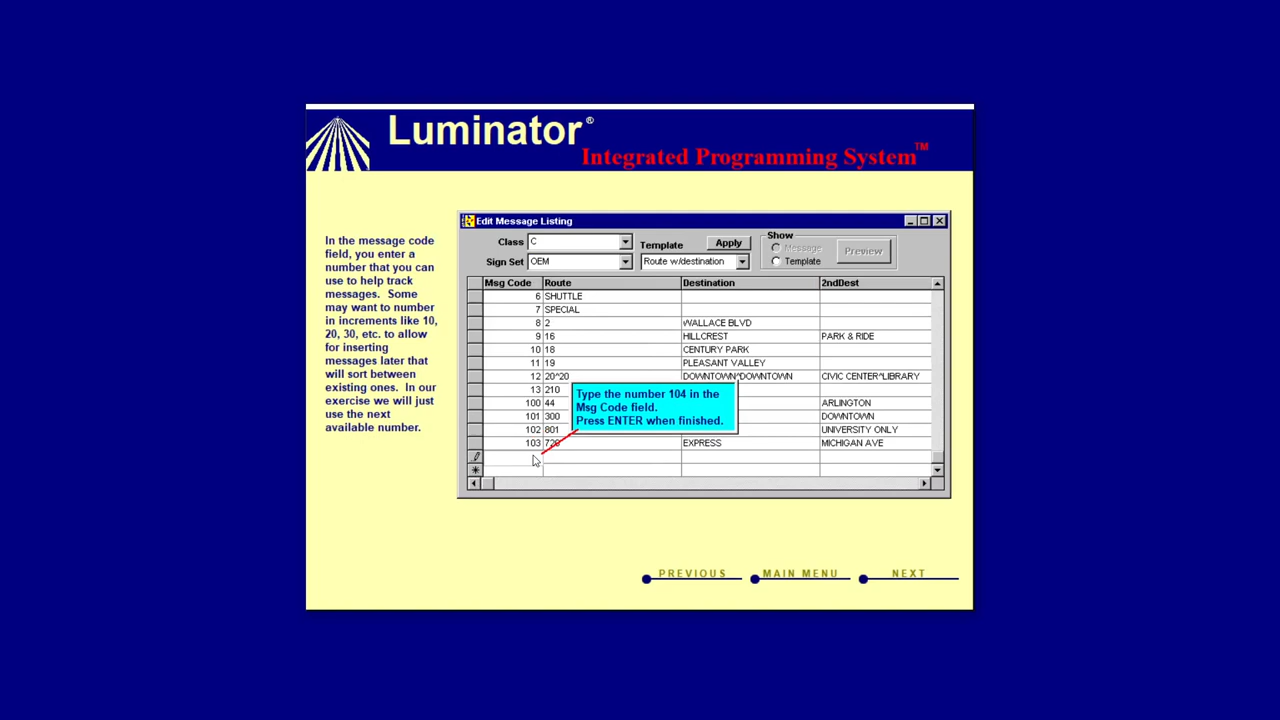 Luminator®
Integrated Programming System™
In the message code
field, you enter a
number that you can
use to help track
messages. Some
may want to number
in increments like 10,
20, 30, etc. to allow
for inserting
messages later that
will sort between
existing ones. In our
exercise we will just
use the next
available number.
Edit Message Listing
Class C Template Apply Show Message Preview
Sign Set OEM Route w/destination Template
Msg Code Route Destination 2ndDest
6 SHUTTLE
7 SPECIAL
8 2 WALLACE BLVD
9 16 HILLCREST PARK & RIDE
10 18 CENTURY PARK
11 19 PLEASANT VALLEY
12 20^20 DOWNTOWN^DOWNTOWN CIVIC CENTER^LIBRARY
13 210
100 44 ARLINGTON
101 300 DOWNTOWN
102 801 UNIVERSITY ONLY
103 720 EXPRESS MICHIGAN AVE
Type the number 104 in the
Msg Code field.
Press ENTER when finished.
PREVIOUS MAIN MENU NEXT